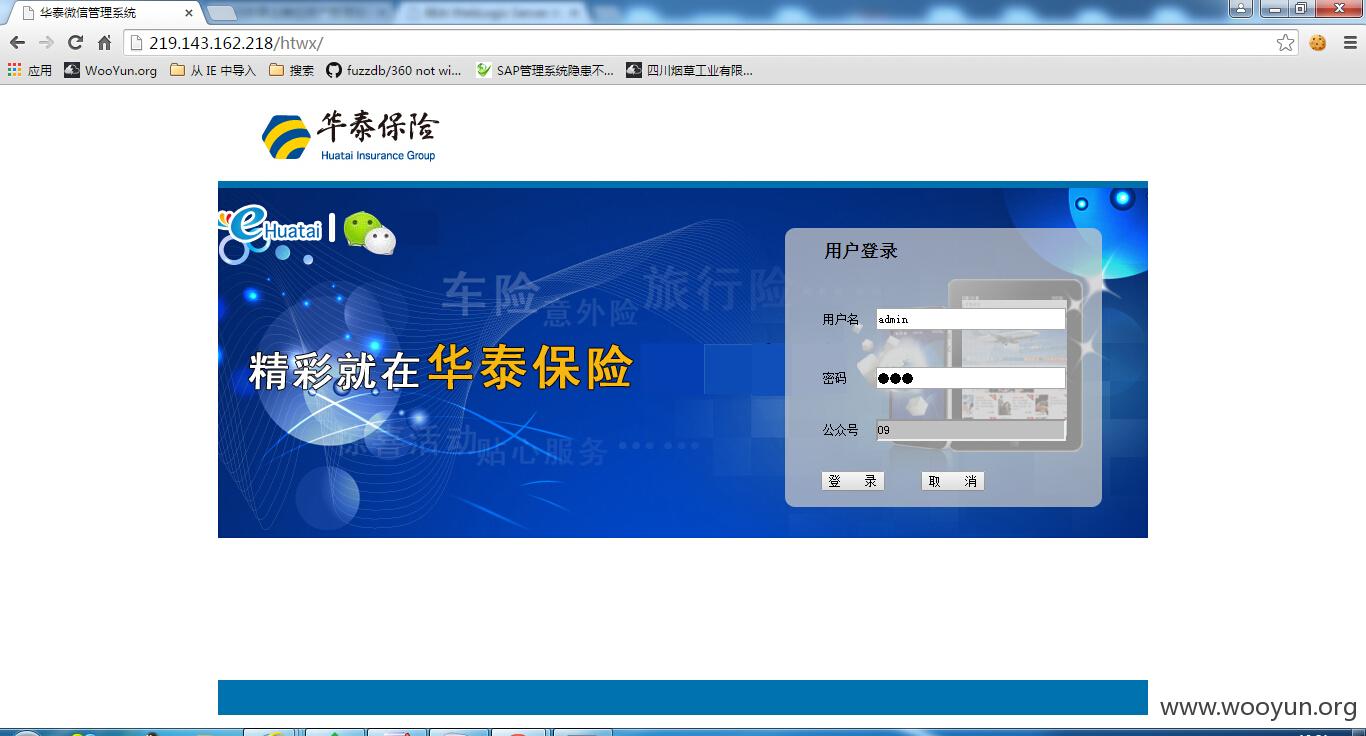 华泰微信管理系统
219.143.162.218/htwx/
应用 WooYun.org 从 IE 中导入 搜索 fuzzdb/360 not wi... SAP管理系统隐患不... 四川烟草工业有限...
华泰保险
Huatai Insurance Group
eHuatai
车险 意外险 旅行险 ……
精彩就在华泰保险
惊喜活动 贴心服务 ……
用户登录
用户名 admin
密码 ●●●
公众号 09
登 录 取 消
www.wooyun.org